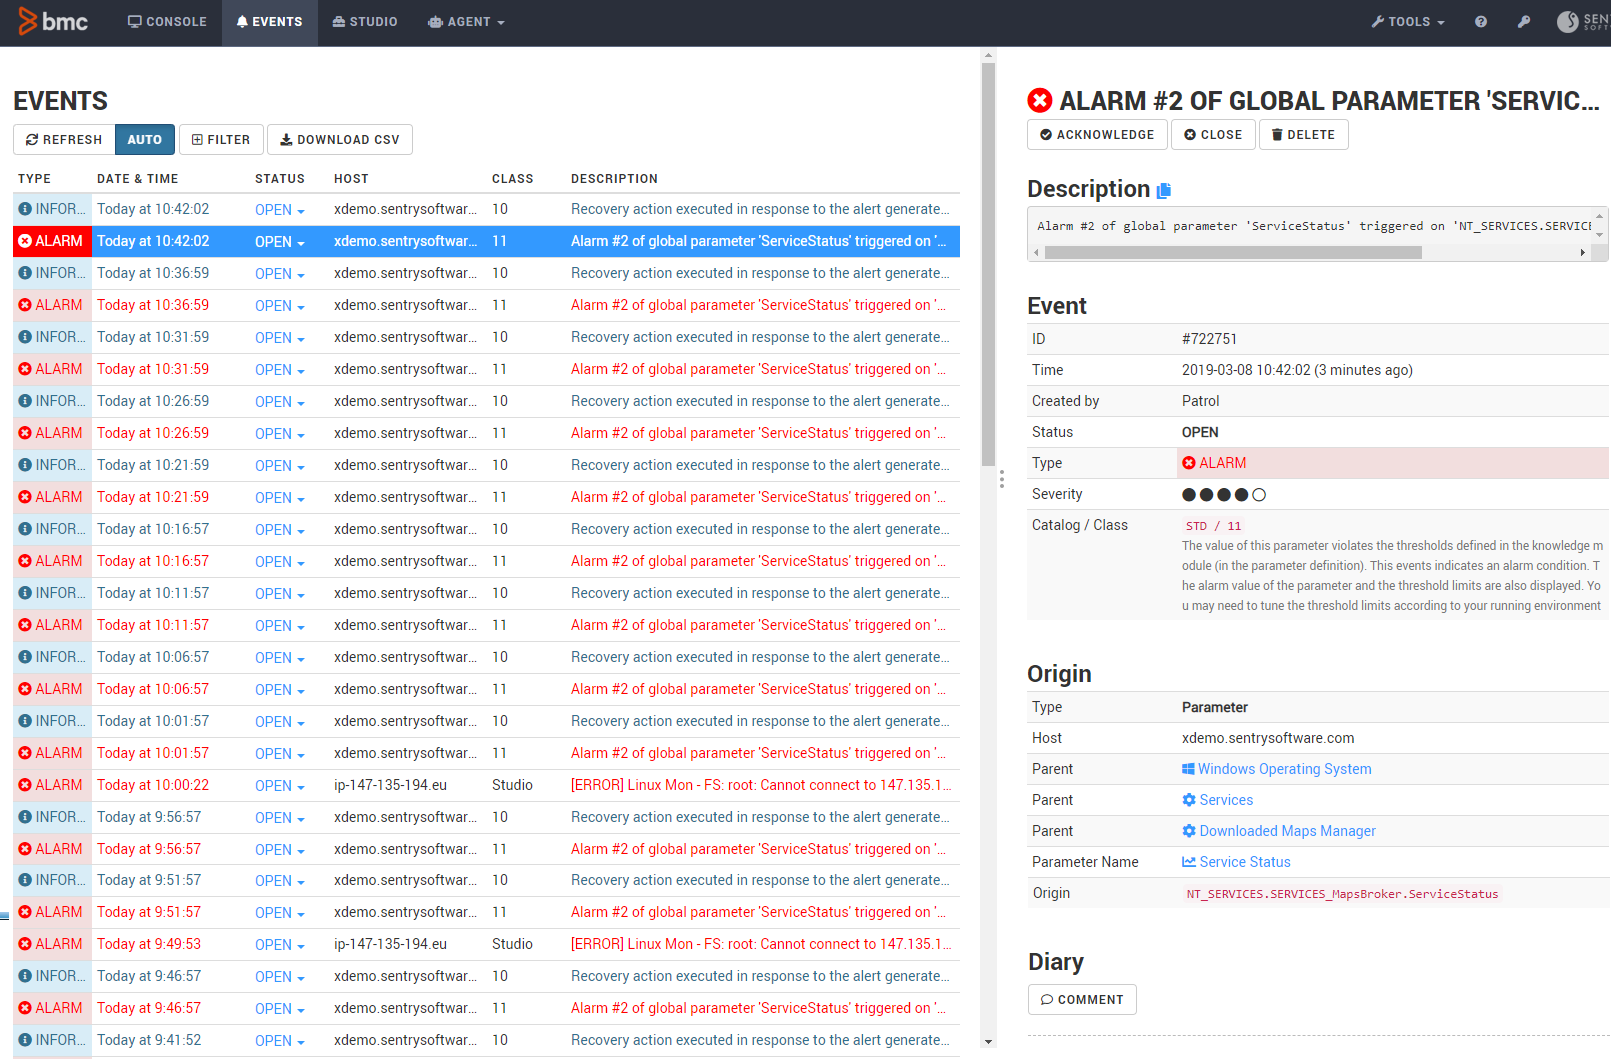 bmc CONSOLE EVENTS STUDIO AGENT TOOLS SEN
SOFT
EVENTS
REFRESH AUTO FILTER DOWNLOAD CSV
TYPE DATE & TIME STATUS HOST CLASS DESCRIPTION
INFOR... Today at 10:42:02 OPEN xdemo.sentrysoftwar... 10 Recovery action executed in response to the alert generate...
ALARM Today at 10:42:02 OPEN xdemo.sentrysoftwar... 11 Alarm #2 of global parameter 'ServiceStatus' triggered on '...
INFOR... Today at 10:36:59 OPEN xdemo.sentrysoftwar... 10 Recovery action executed in response to the alert generate...
ALARM Today at 10:36:59 OPEN xdemo.sentrysoftwar... 11 Alarm #2 of global parameter 'ServiceStatus' triggered on '...
INFOR... Today at 10:31:59 OPEN xdemo.sentrysoftwar... 10 Recovery action executed in response to the alert generate...
ALARM Today at 10:31:59 OPEN xdemo.sentrysoftwar... 11 Alarm #2 of global parameter 'ServiceStatus' triggered on '...
INFOR... Today at 10:26:59 OPEN xdemo.sentrysoftwar... 10 Recovery action executed in response to the alert generate...
ALARM Today at 10:26:59 OPEN xdemo.sentrysoftwar... 11 Alarm #2 of global parameter 'ServiceStatus' triggered on '...
INFOR... Today at 10:21:59 OPEN xdemo.sentrysoftwar... 10 Recovery action executed in response to the alert generate...
ALARM Today at 10:21:59 OPEN xdemo.sentrysoftwar... 11 Alarm #2 of global parameter 'ServiceStatus' triggered on '...
INFOR... Today at 10:16:57 OPEN xdemo.sentrysoftwar... 10 Recovery action executed in response to the alert generate...
ALARM Today at 10:16:57 OPEN xdemo.sentrysoftwar... 11 Alarm #2 of global parameter 'ServiceStatus' triggered on '...
INFOR... Today at 10:11:57 OPEN xdemo.sentrysoftwar... 10 Recovery action executed in response to the alert generate...
ALARM Today at 10:11:57 OPEN xdemo.sentrysoftwar... 11 Alarm #2 of global parameter 'ServiceStatus' triggered on '...
INFOR... Today at 10:06:57 OPEN xdemo.sentrysoftwar... 10 Recovery action executed in response to the alert generate...
ALARM Today at 10:06:57 OPEN xdemo.sentrysoftwar... 11 Alarm #2 of global parameter 'ServiceStatus' triggered on '...
INFOR... Today at 10:01:57 OPEN xdemo.sentrysoftwar... 10 Recovery action executed in response to the alert generate...
ALARM Today at 10:01:57 OPEN xdemo.sentrysoftwar... 11 Alarm #2 of global parameter 'ServiceStatus' triggered on '...
ALARM Today at 10:00:22 OPEN ip-147-135-194.eu Studio [ERROR] Linux Mon - FS: root: Cannot connect to 147.135.1...
INFOR... Today at 9:56:57 OPEN xdemo.sentrysoftwar... 10 Recovery action executed in response to the alert generate...
ALARM Today at 9:56:57 OPEN xdemo.sentrysoftwar... 11 Alarm #2 of global parameter 'ServiceStatus' triggered on '...
INFOR... Today at 9:51:57 OPEN xdemo.sentrysoftwar... 10 Recovery action executed in response to the alert generate...
ALARM Today at 9:51:57 OPEN xdemo.sentrysoftwar... 11 Alarm #2 of global parameter 'ServiceStatus' triggered on '...
ALARM Today at 9:49:53 OPEN ip-147-135-194.eu Studio [ERROR] Linux Mon - FS: root: Cannot connect to 147.135.1...
INFOR... Today at 9:46:57 OPEN xdemo.sentrysoftwar... 10 Recovery action executed in response to the alert generate...
ALARM Today at 9:46:57 OPEN xdemo.sentrysoftwar... 11 Alarm #2 of global parameter 'ServiceStatus' triggered on '...
INFOR... Today at 9:41:52 OPEN xdemo.sentrysoftwar... 10 Recovery action executed in response to the alert generate...
ALARM #2 OF GLOBAL PARAMETER 'SERVIC...
ACKNOWLEDGE CLOSE DELETE
Description
Alarm #2 of global parameter 'ServiceStatus' triggered on 'NT_SERVICES.SERVICE
Event
ID #722751
Time 2019-03-08 10:42:02 (3 minutes ago)
Created by Patrol
Status OPEN
Type ALARM
Severity
Catalog / Class STD / 11
The value of this parameter violates the thresholds defined in the knowledge m
odule (in the parameter definition). This events indicates an alarm condition. T
he alarm value of the parameter and the threshold limits are also displayed. Yo
u may need to tune the threshold limits according to your running environment
Origin
Type Parameter
Host xdemo.sentrysoftware.com
Parent Windows Operating System
Parent Services
Parent Downloaded Maps Manager
Parameter Name Service Status
Origin NT_SERVICES.SERVICES_MapsBroker.ServiceStatus
Diary
COMMENT